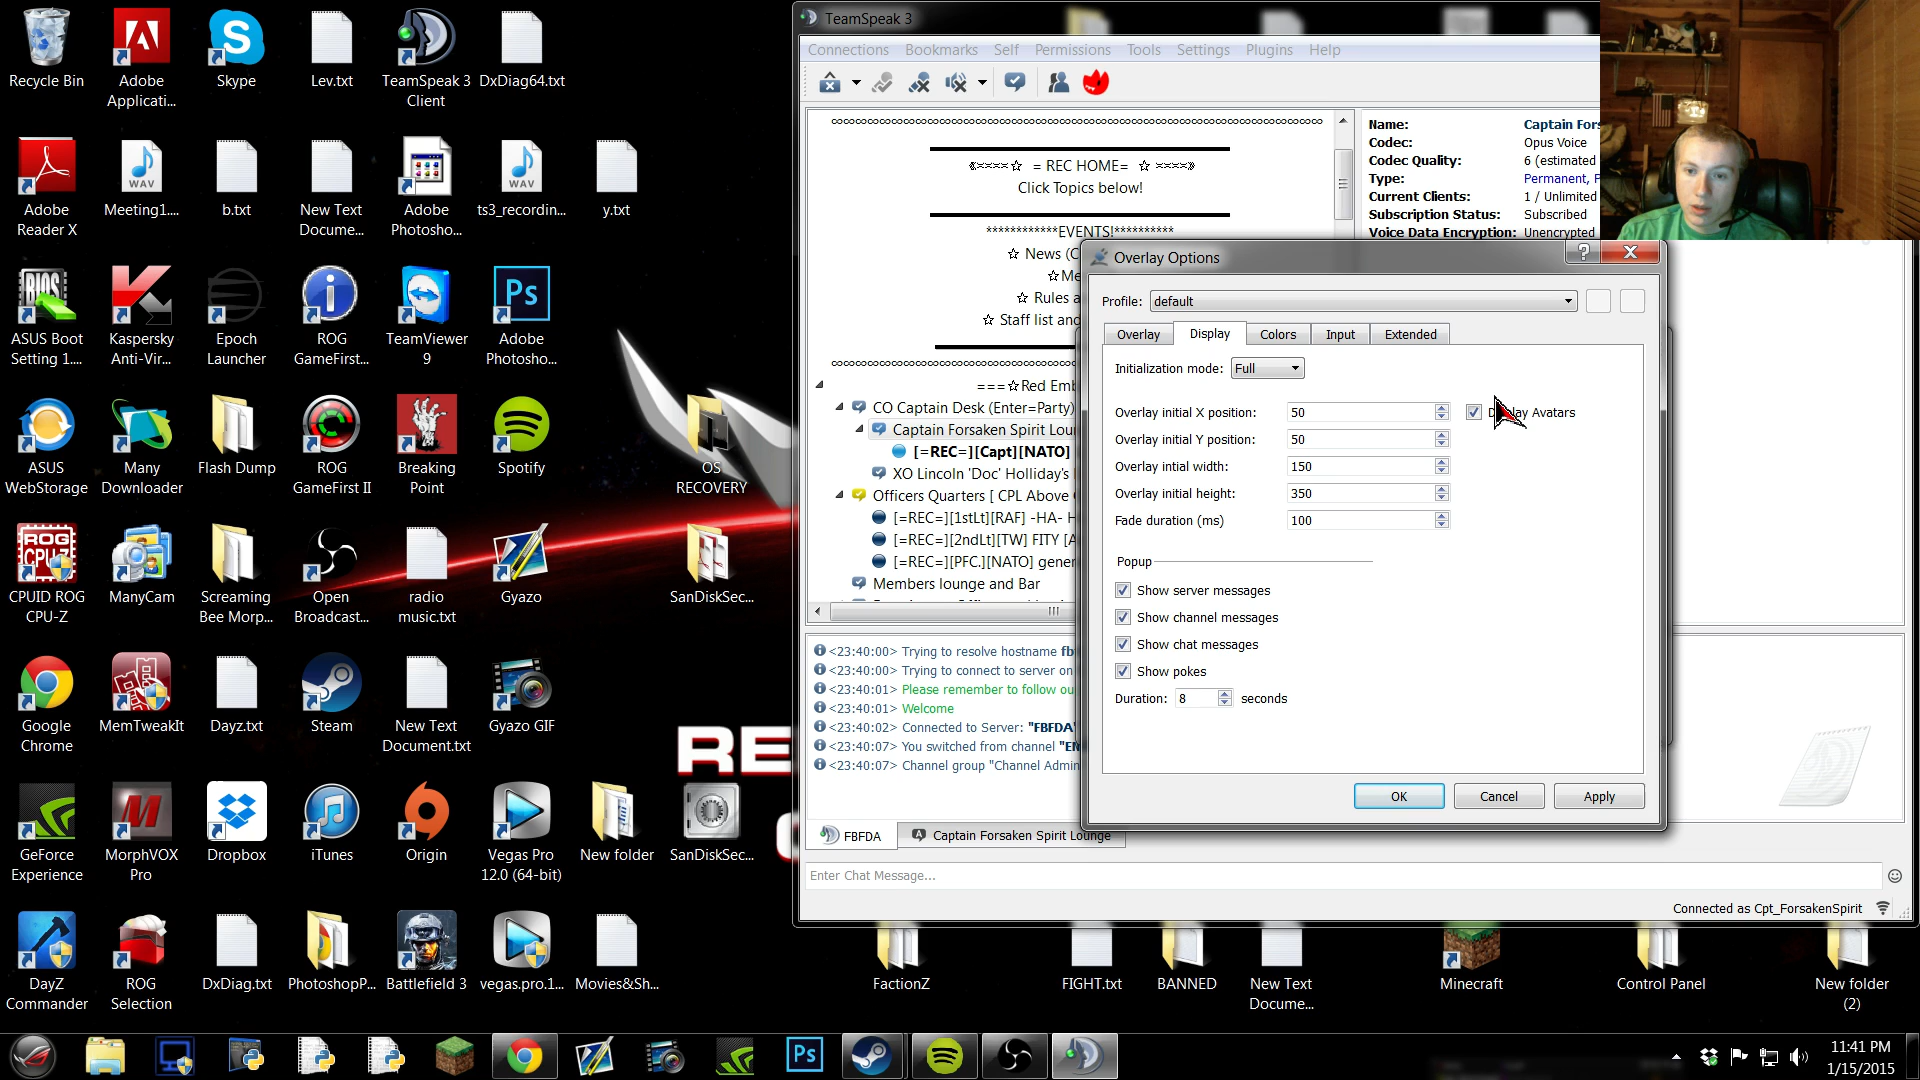 Recycle Bin
Adobe
Applicati...
Skype
Lev.txt
TeamSpeak 3
Client
DxDiag64.txt
Adobe
Reader X
WAV
Meeting1....
b.txt
New Text
Docume...
Adobe
Photosho...
WAV
ts3_recordin...
y.txt
BIOS
ASUS Boot
Setting 1....
Kaspersky
Anti-Vir...
Epoch
Launcher
ROG
GameFirst...
TeamViewer
9
Ps
Adobe
Photosho...
ASUS
WebStorage
Many
Downloader
Flash Dump
ROG
GameFirst II
Breaking
Point
Spotify
OS
RECOVERY
ROG
CPU-Z
CPUID ROG
CPU-Z
ManyCam
Screaming
Bee Morp...
Open
Broadcast...
radio
music.txt
Gyazo
SanDiskSec...
Google
Chrome
MemTweakIt
Dayz.txt
Steam
New Text
Document.txt
Gyazo GIF
RE
GeForce
Experience
MorphVOX
Pro
Dropbox
iTunes
Origin
Vegas Pro
12.0 (64-bit)
New folder
SanDiskSec...
DayZ
Commander
ROG
Selection
DxDiag.txt
PhotoshopP...
Battlefield 3
vegas.pro.1...
Movies&Sh...
FactionZ
FIGHT.txt
BANNED
New Text
Docume...
Minecraft
Control Panel
New folder
(2)
TeamSpeak 3
Connections Bookmarks Self Permissions Tools Settings Plugins Help
= REC HOME=
Click Topics below!
************EVENTS!**********
☆ News (C
☆Me
☆ Rules a
☆ Staff list and
===☆Red Emb
CO Captain Desk (Enter=Party)
Captain Forsaken Spirit Lou
[=REC=][Capt][NATO]
XO Lincoln 'Doc' Holliday's
Officers Quarters [ CPL Above
[=REC=][1stLt][RAF] -HA- H
[=REC=][2ndLt][TW] FITY [A
[=REC=][PFC.][NATO] gener
Members lounge and Bar
Name: Captain Fors
Codec: Opus Voice
Codec Quality: 6 (estimated
Type: Permanent, P
Current Clients: 1 / Unlimited
Subscription Status: Subscribed
Voice Data Encryption: Unencrypted
<23:40:00> Trying to resolve hostname fb
<23:40:00> Trying to connect to server on
<23:40:01> Please remember to follow ou
<23:40:01> Welcome
<23:40:02> Connected to Server: "FBFDA"
<23:40:07> You switched from channel "EM
<23:40:07> Channel group "Channel Admin
FBFDA
Captain Forsaken Spirit Lounge
Enter Chat Message...
Connected as Cpt_ForsakenSpirit
Overlay Options
Profile: default
Overlay Display Colors Input Extended
Initialization mode: Full
Overlay initial X position: 50
Display Avatars
Overlay initial Y position: 50
Overlay intial width: 150
Overlay initial height: 350
Fade duration (ms) 100
Popup
Show server messages
Show channel messages
Show chat messages
Show pokes
Duration: 8 seconds
OK Cancel Apply
Ps
11:41 PM
1/15/2015